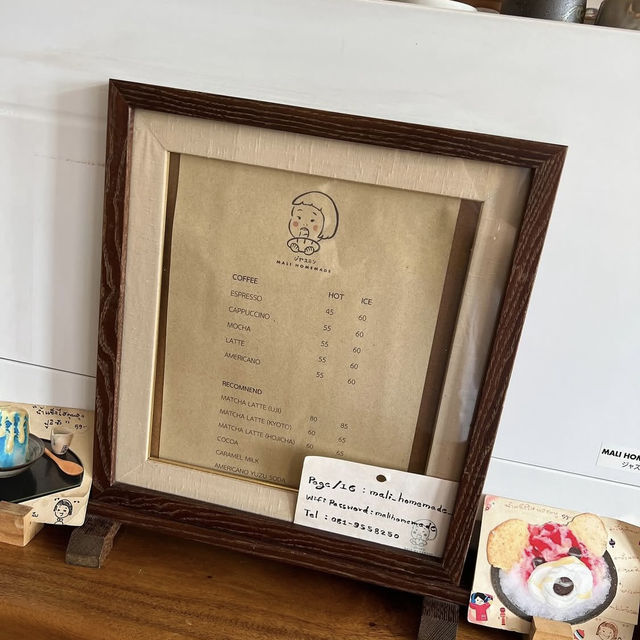 ジャスミン
MALI HOMEMADE
COFFEE HOT ICE
ESPRESSO 45 60
CAPPUCCINO 55 60
MOCHA 55 60
LATTE 55 60
AMERICANO 55 60
RECOMNEND
MATCHA LATTE (UJI) 80 85
MATCHA LATTE (KYOTO) 60 65
MATCHA LATTE (HOJICHA) 60 65
COCOA
CARAMEL MILK
AMERICANO YUZU SODA
Page/IG : mali_homemade
Wifi Password : malihomemade
Tel : 081-9558250
MALI HOM
ジャス